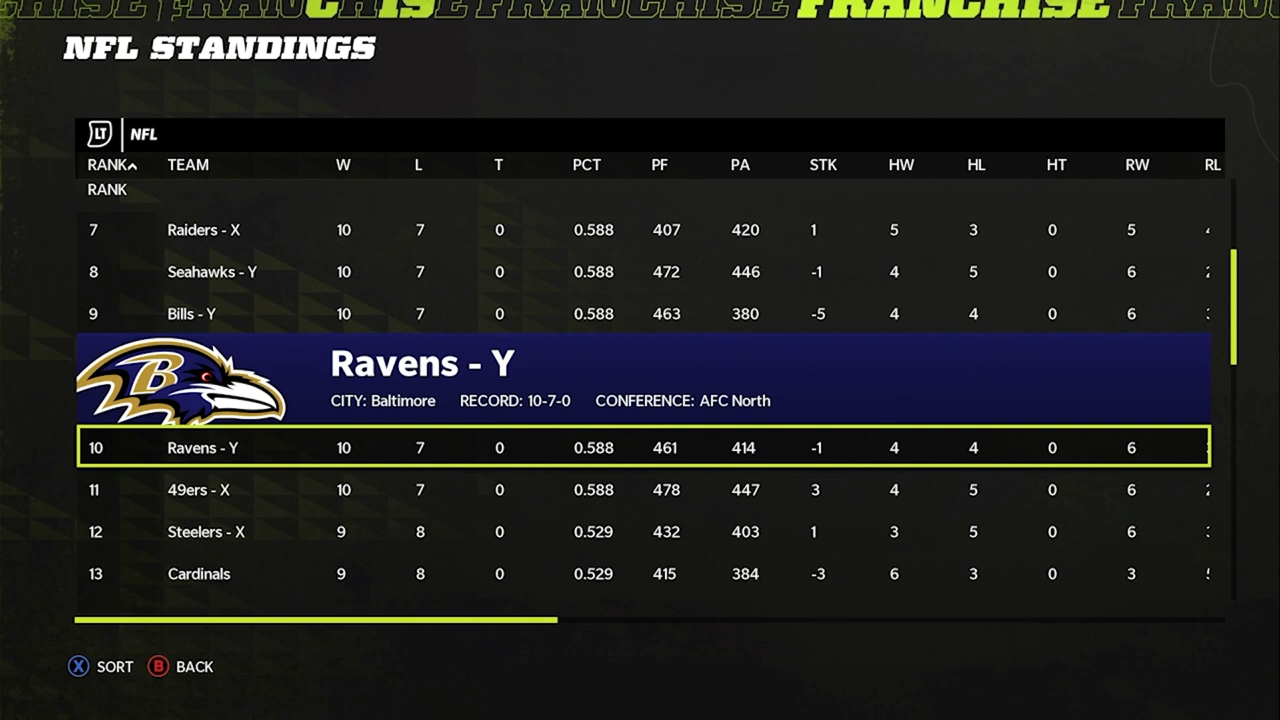 FRANCHISE FRANCHISE FRANCHISE
NFL STANDINGS
LT NFL
RANK TEAM W L T PCT PF PA STK HW HL HT RW RL
RANK
7 Raiders - X 10 7 0 0.588 407 420 1 5 3 0 5
8 Seahawks - Y 10 7 0 0.588 472 446 -1 4 5 0 6
9 Bills - Y 10 7 0 0.588 463 380 -5 4 4 0 6
B
Ravens - Y
CITY: Baltimore RECORD: 10-7-0 CONFERENCE: AFC North
10 Ravens - Y 10 7 0 0.588 461 414 -1 4 4 0 6
11 49ers - X 10 7 0 0.588 478 447 3 4 5 0 6
12 Steelers - X 9 8 0 0.529 432 403 1 3 5 0 6
13 Cardinals 9 8 0 0.529 415 384 -3 6 3 0 3
X SORT B BACK